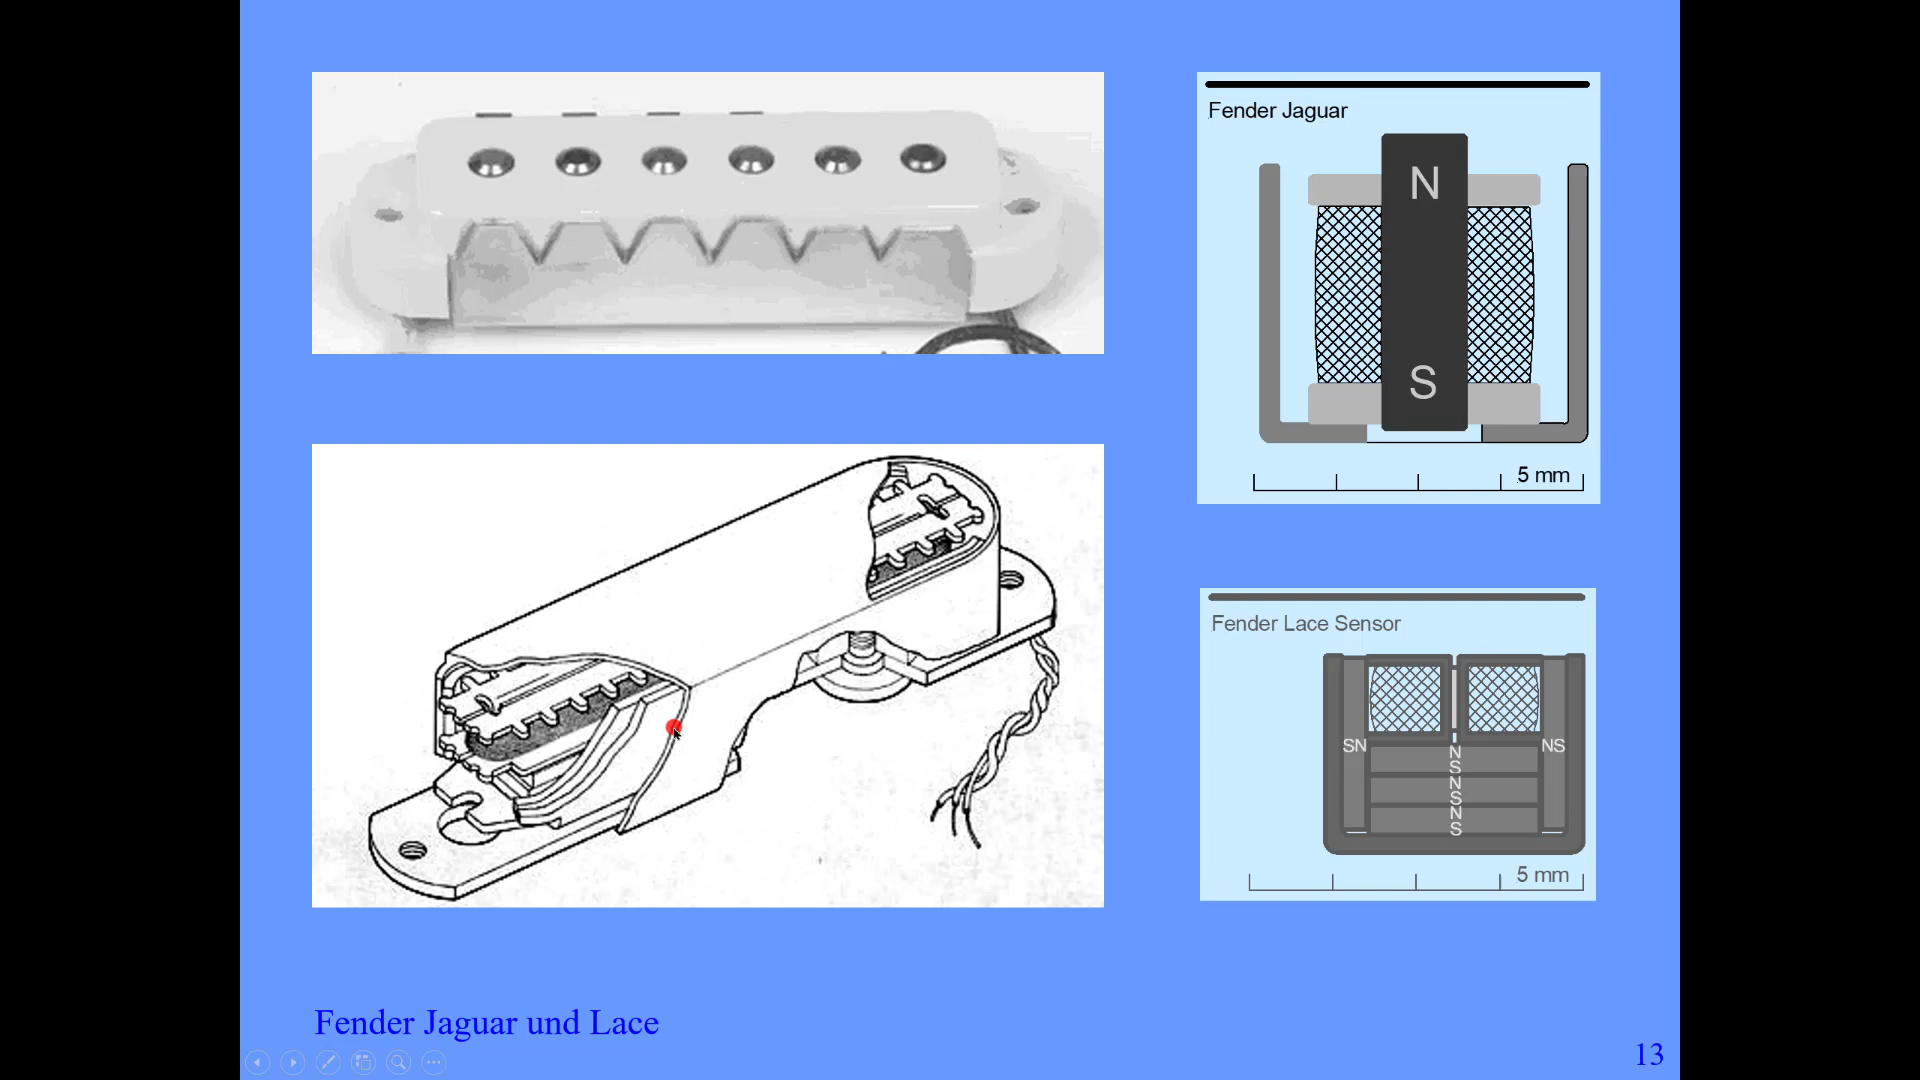 Fender Jaguar
N
S
5 mm
Fender Lace Sensor
SN
N
NS
S
N
S
N
S
5 mm
Fender Jaguar und Lace
13